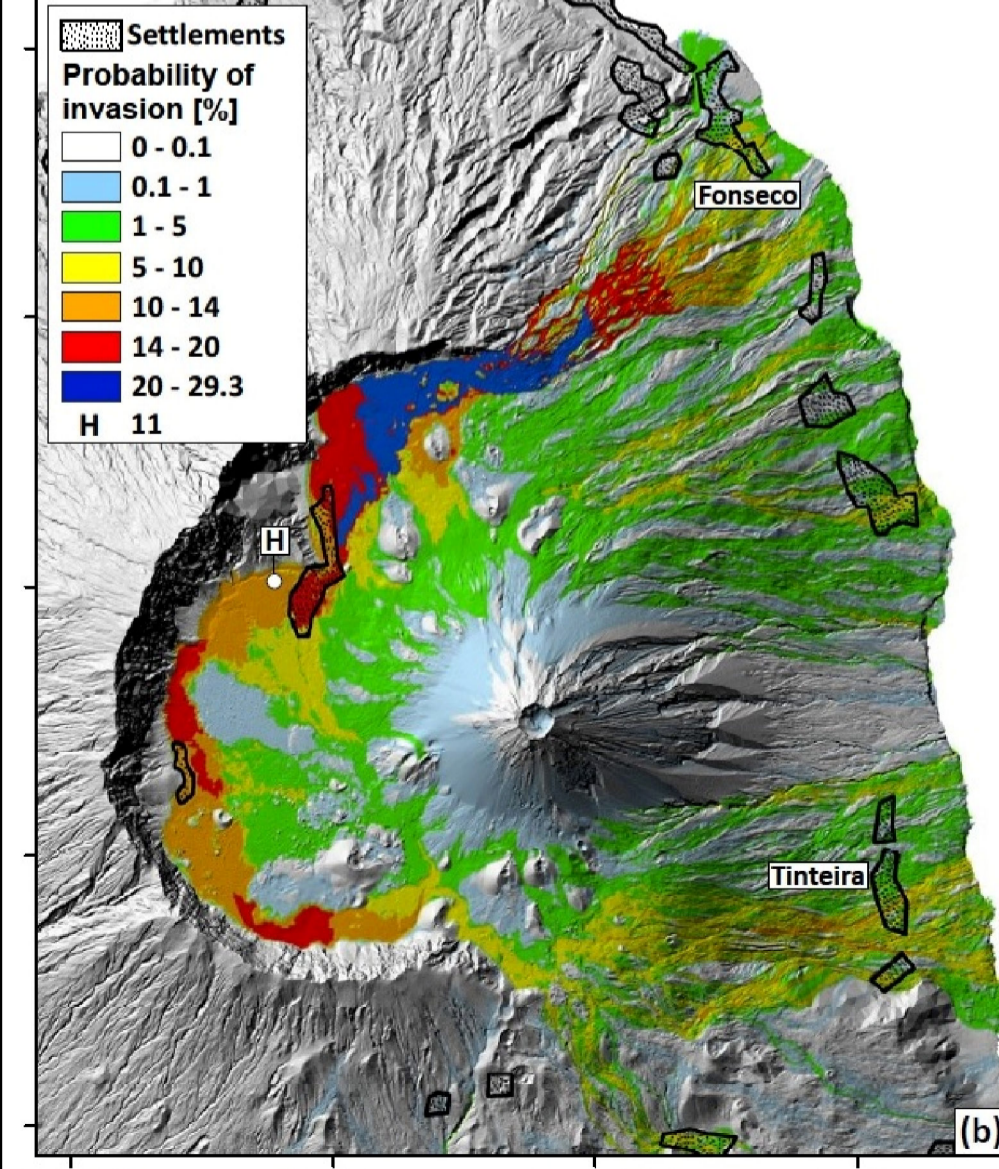 Settlements
Probability of
invasion [%]
0 - 0.1
0.1 - 1
1 - 5
5 - 10
10 - 14
14 - 20
20 - 29.3
H 11
Fonseco
H
Tinteira
(b)